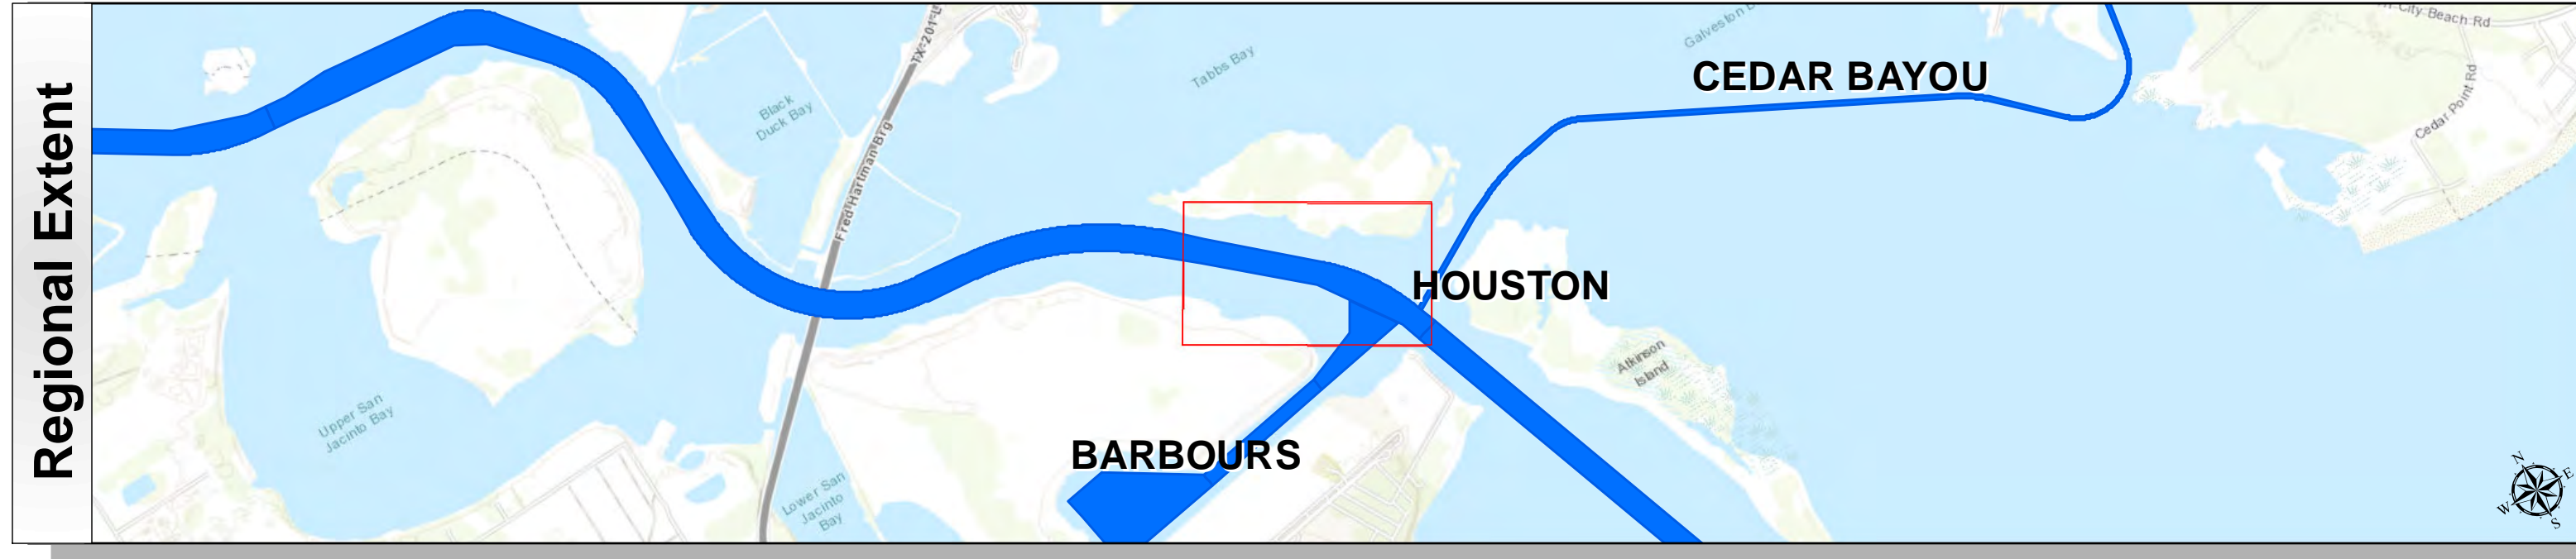 Regional Extent
TX-201-L
City Beach Rd
Galveston
Tabbs Bay
CEDAR BAYOU
Black
Duck Bay
Cedar Point Rd
Fred Hartman Brg
HOUSTON
Atkinson
Island
Upper San
Jacinto Bay
BARBOURS
Lower San
Jacinto
Bay
N
E
W
S